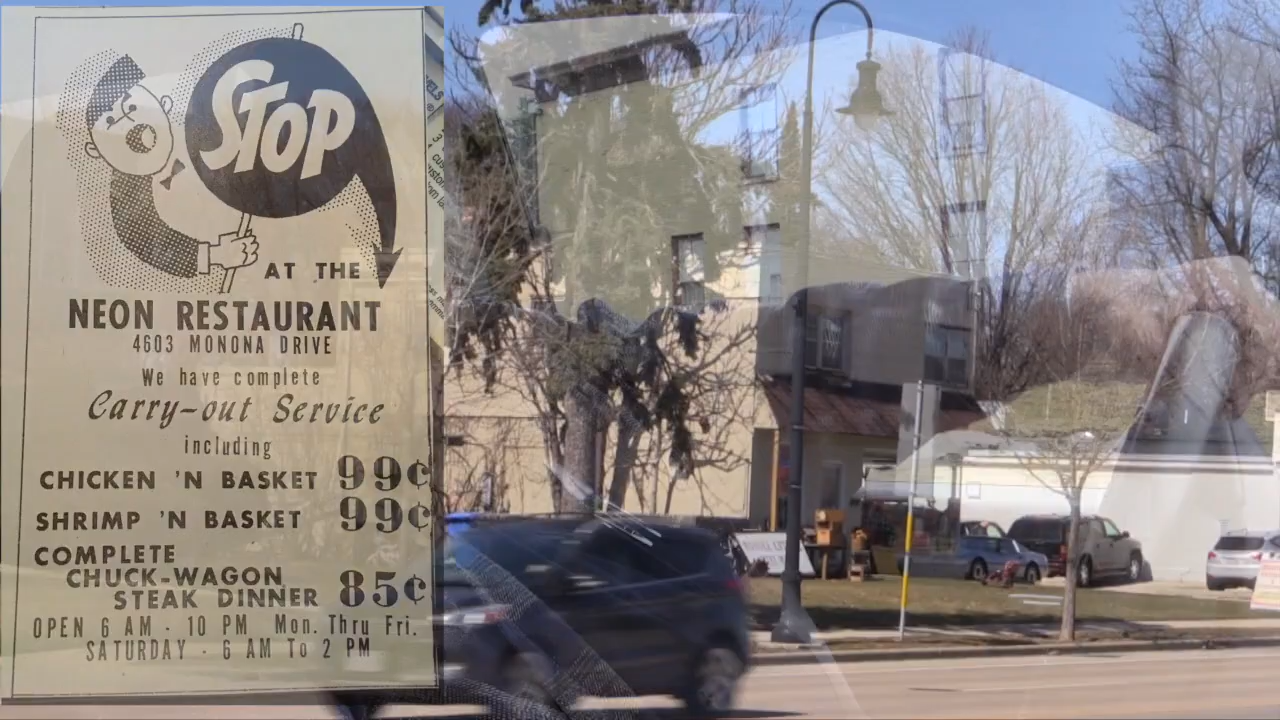 STOP
AT THE
NEON RESTAURANT
4603 MONONA DRIVE
We have complete
Carry-out Service
including
CHICKEN 'N BASKET 99¢
SHRIMP 'N BASKET 99¢
COMPLETE
CHUCK-WAGON
STEAK DINNER 85¢
OPEN 6 AM - 10 PM Mon. Thru Fri.
SATURDAY - 6 AM To 2 PM